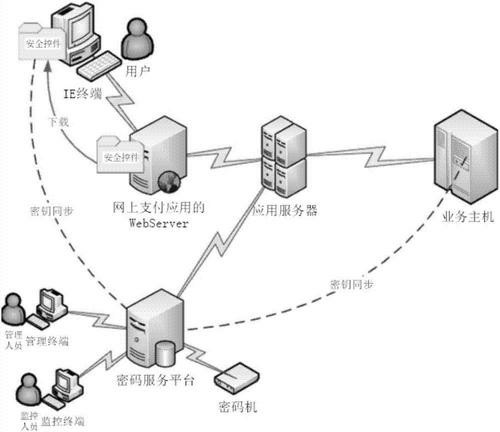 安全控件
用户
IE终端
下载
安全控件
网上支付应用的
WebServer
应用服务器
业务主机
密钥同步
密钥同步
管理
人员
管理终端
密码服务平台
密码机
监控
人员
监控终端